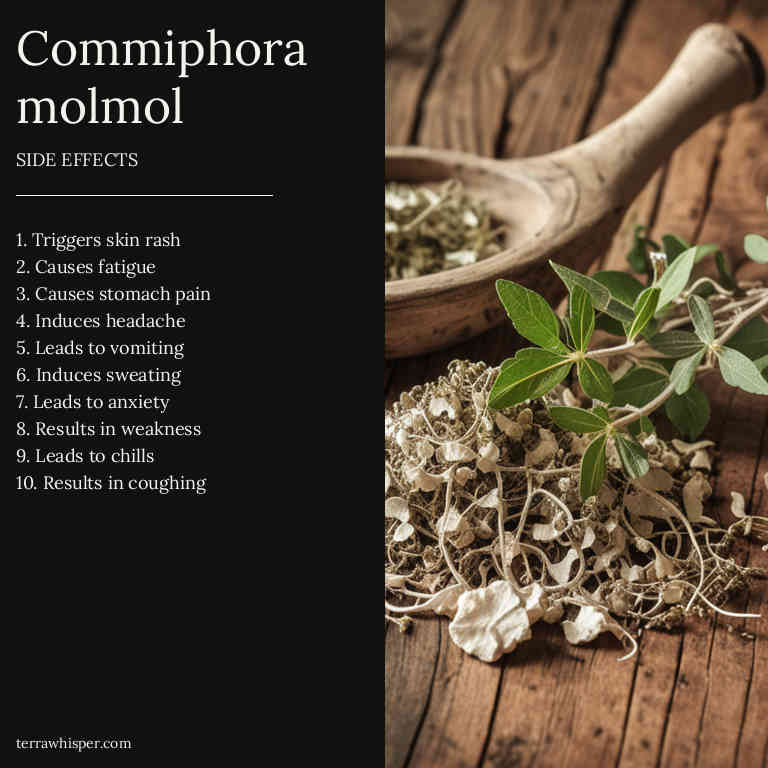 Commiphora
molmol
SIDE EFFECTS
1. Triggers skin rash
2. Causes fatigue
3. Causes stomach pain
4. Induces headache
5. Leads to vomiting
6. Induces sweating
7. Leads to anxiety
8. Results in weakness
9. Leads to chills
10. Results in coughing
terrawhisper.com